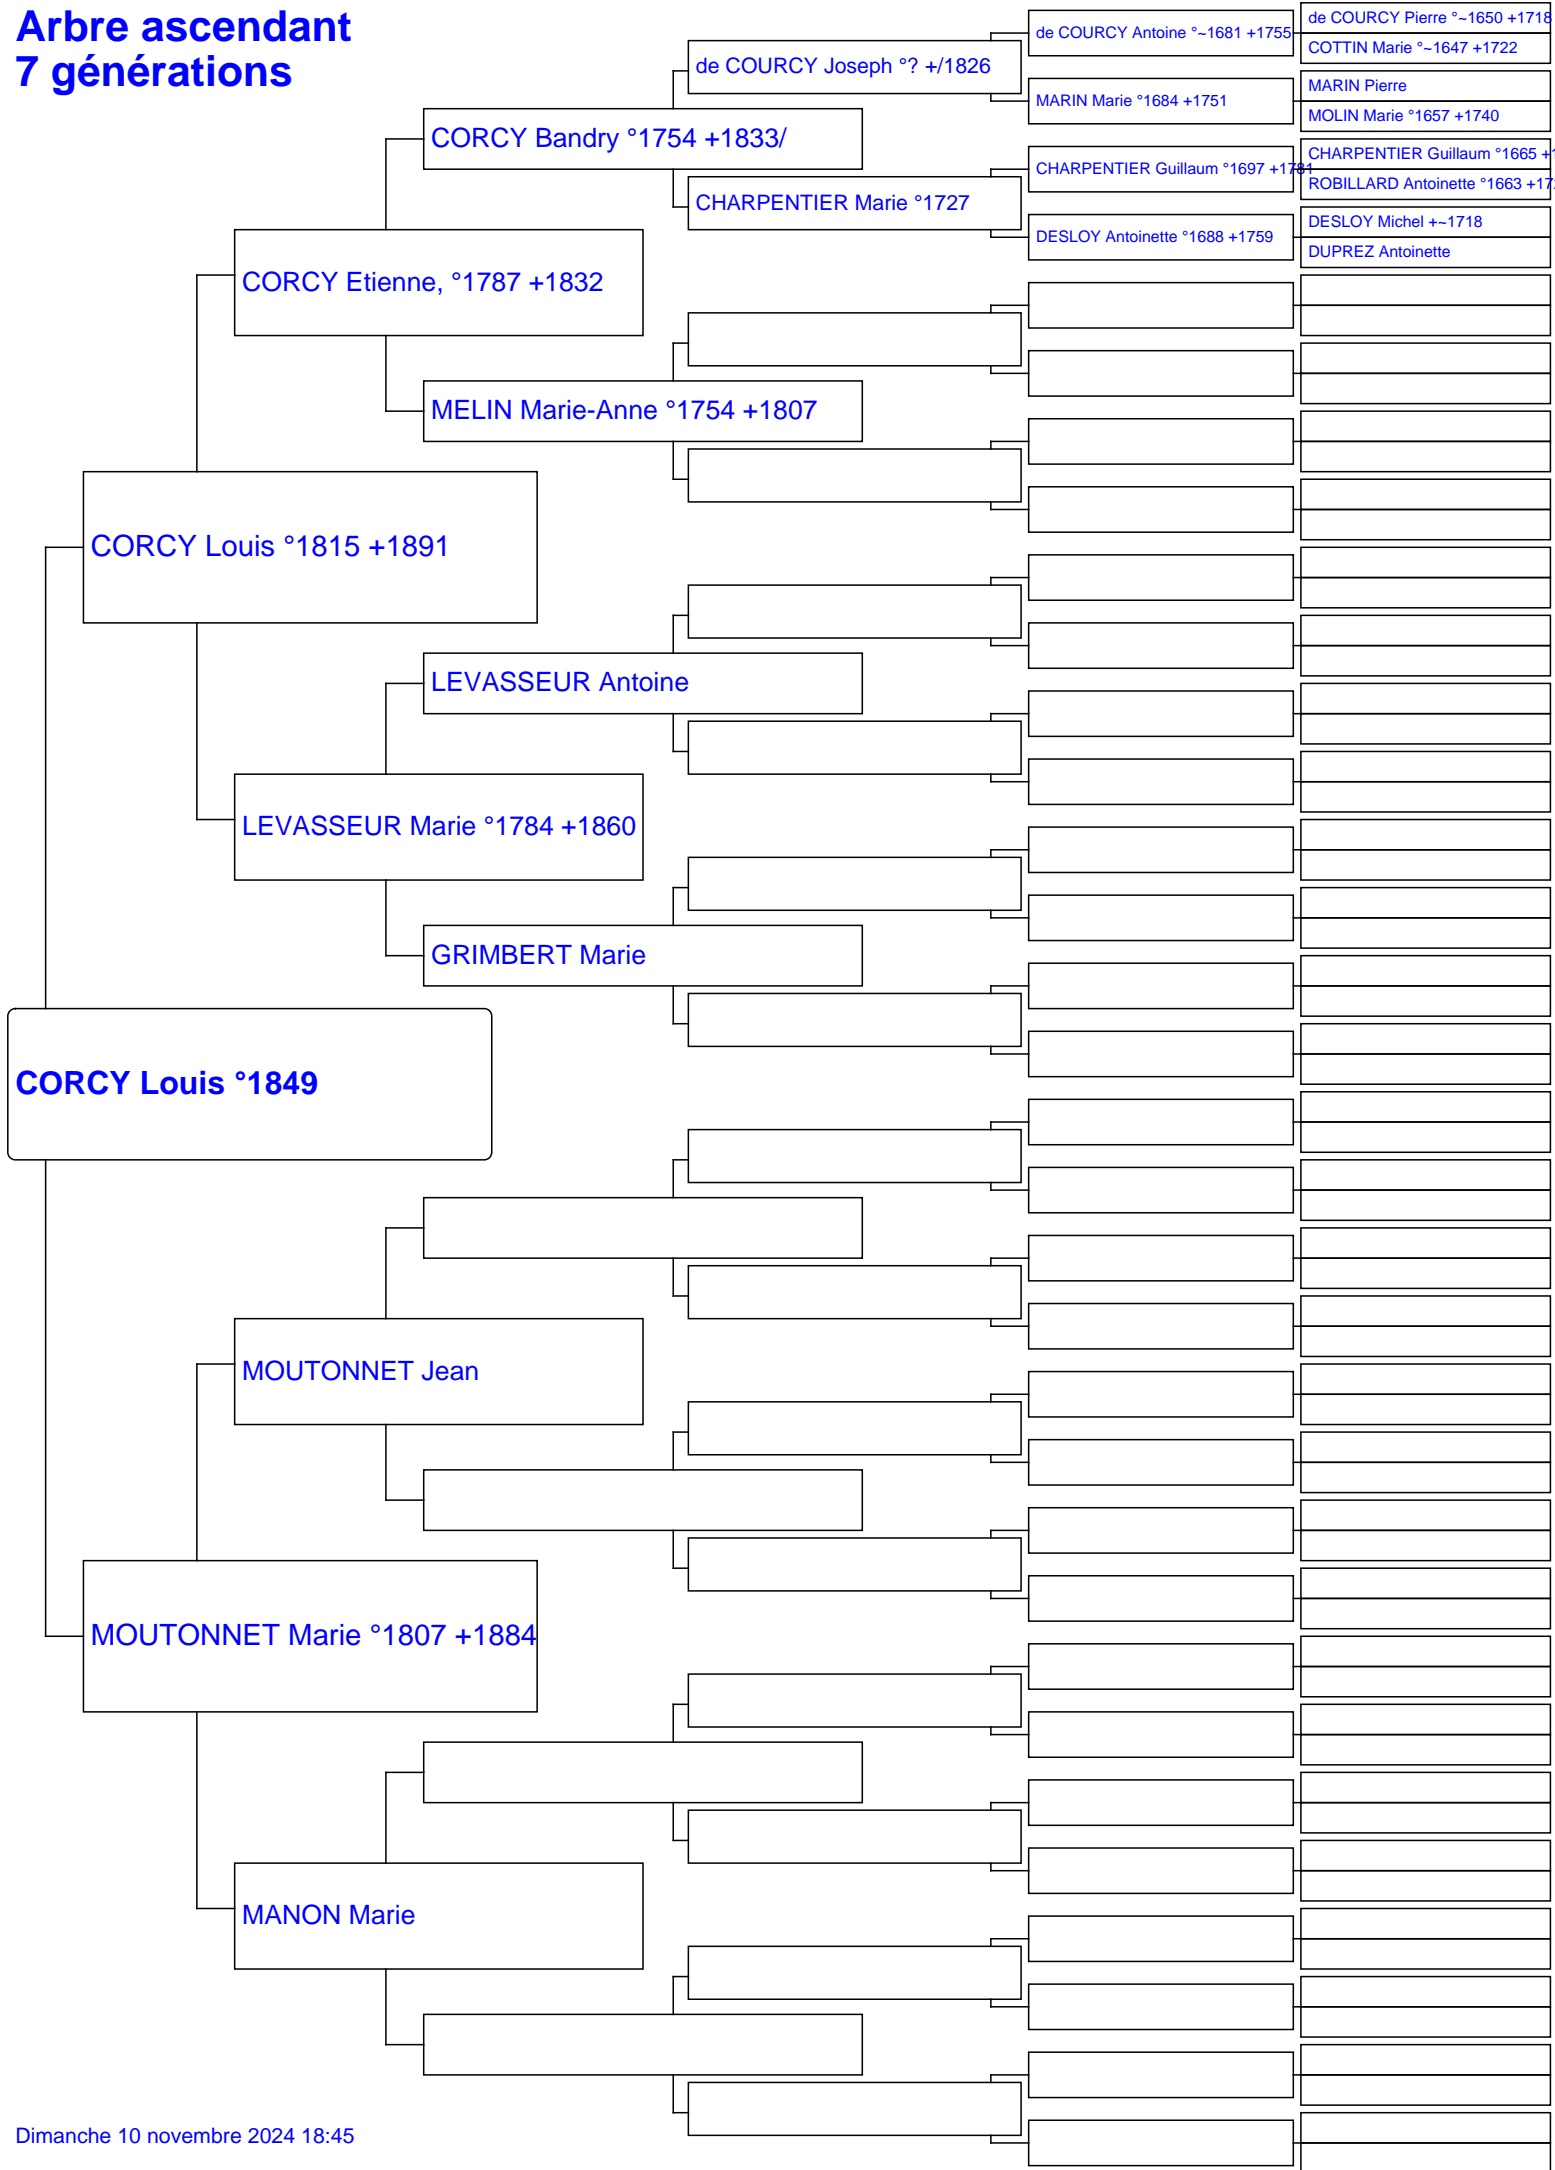 Arbre ascendant
7 générations
de COURCY Pierre °~1650 +1718
de COURCY Antoine °~1681 +1755
COTTIN Marie °~1647 +1722
de COURCY Joseph °? +/1826
MARIN Pierre
MARIN Marie °1684 +1751
MOLIN Marie °1657 +1740
CORCY Bandry °1754 +1833/
CHARPENTIER Guillaum °1665 +1
CHARPENTIER Guillaum °1697 +1781
ROBILLARD Antoinette °1663 +17
CHARPENTIER Marie °1727
DESLOY Michel +~1718
DESLOY Antoinette °1688 +1759
DUPREZ Antoinette
CORCY Etienne, °1787 +1832
MELIN Marie-Anne °1754 +1807
CORCY Louis °1815 +1891
LEVASSEUR Antoine
LEVASSEUR Marie °1784 +1860
GRIMBERT Marie
CORCY Louis °1849
MOUTONNET Jean
MOUTONNET Marie °1807 +1884
MANON Marie
Dimanche 10 novembre 2024 18:45